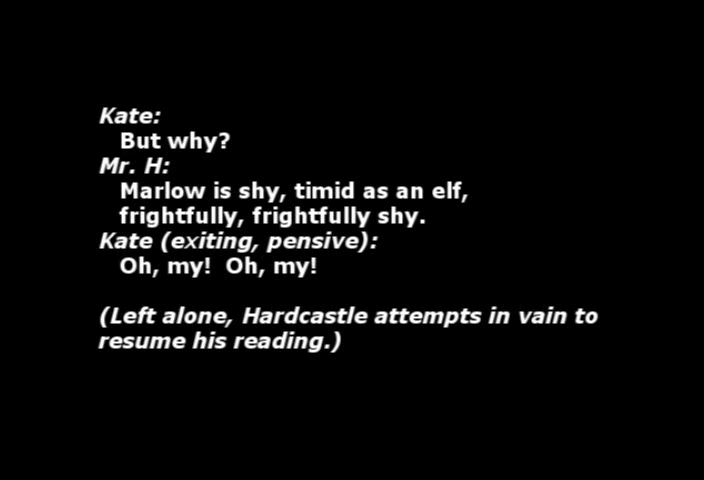 Kate:
But why?
Mr. H:
Marlow is shy, timid as an elf,
frightfully, frightfully shy.
Kate (exiting, pensive):
Oh, my!  Oh, my!
(Left alone, Hardcastle attempts in vain to
resume his reading.)